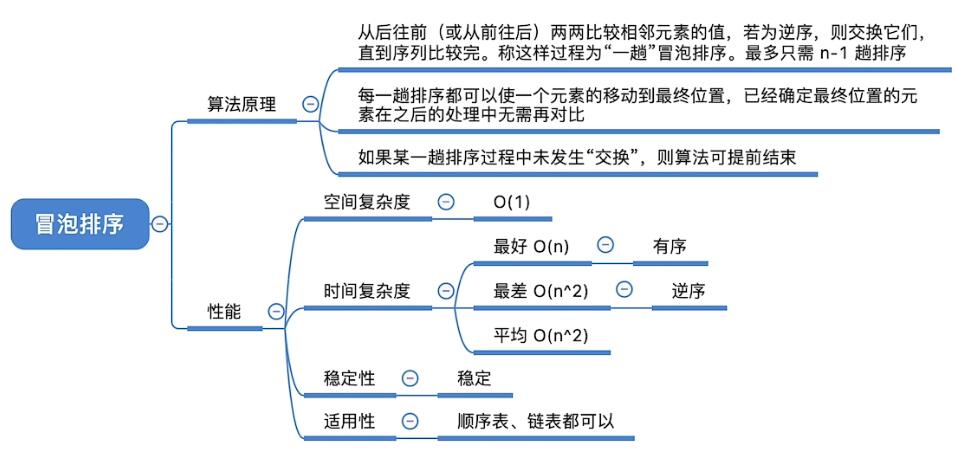 从后往前（或从前往后）两两比较相邻元素的值，若为逆序，则交换它们，
直到序列比较完。称这样过程为“一趟”冒泡排序。最多只需 n-1 趟排序
算法原理
每一趟排序都可以使一个元素的移动到最终位置，已经确定最终位置的元
素在之后的处理中无需再对比
如果某一趟排序过程中未发生“交换”，则算法可提前结束
冒泡排序
空间复杂度
O(1)
最好 O(n)
有序
时间复杂度
最差 O(n^2)
逆序
性能
平均 O(n^2)
稳定性
稳定
适用性
顺序表、链表都可以